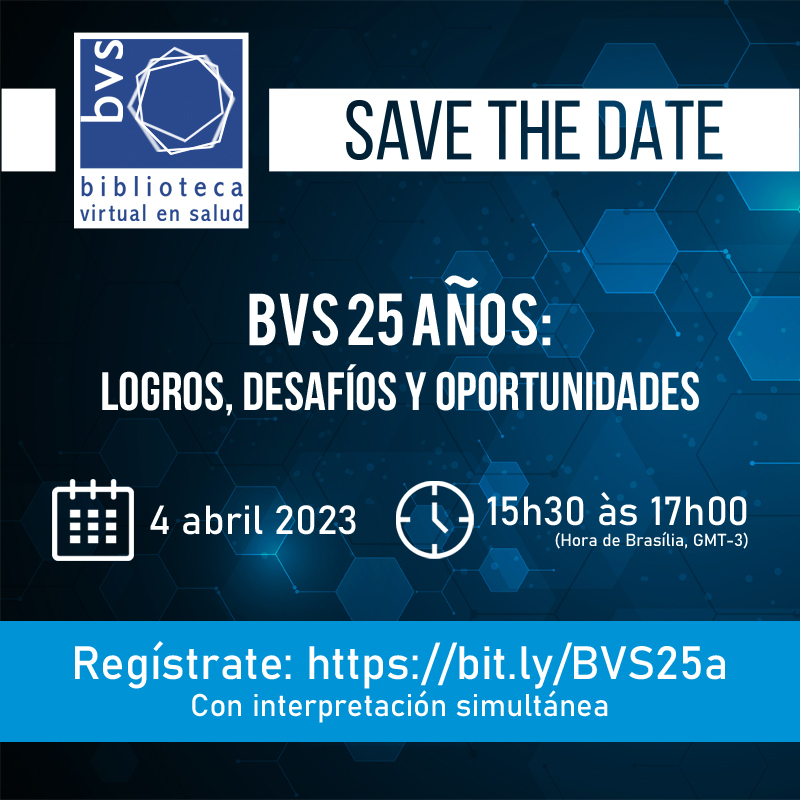 bvs
biblioteca
virtual en salud
SAVE THE DATE
BVS 25 AÑOS:
LOGROS, DESAFÍOS Y OPORTUNIDADES
4 abril 2023
15h30 às 17h00
(Hora de Brasília, GMT-3)
Regístrate: https://bit.ly/BVS25a
Con interpretación simultánea